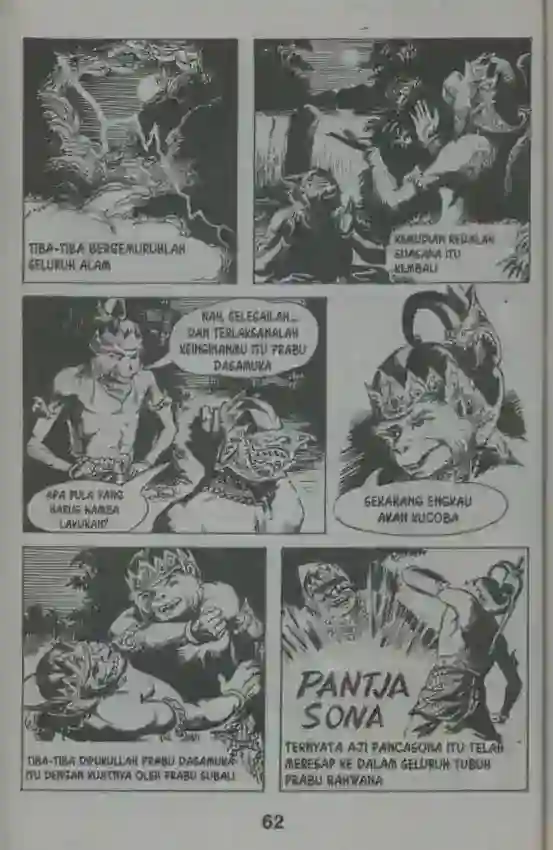 TIBA-TIBA BERGEMURUHLAH
SELURUH ALAM
KEMUDIAN REDALAH
SUASANA ITU
KEMBALI
NAH, SELESAILAH...
DAN TERLAKSANALAH
KEINGINANMU ITU PRABU
DASAMUKA
APA PULA YANG
HARUS HAMBA
LAKUKAN?
SEKARANG ENGKAU
AKAN KUCOBA
TIBA-TIBA DIPUKULLAH PRABU DASAMUKA
ITU DENGAN KUATNYA OLEH PRABU SUBALI
PANTJA
SONA
TERNYATA AJI PANCASONA ITU TELAH
MERESAP KE DALAM SELURUH TUBUH
PRABU RAHWANA
62